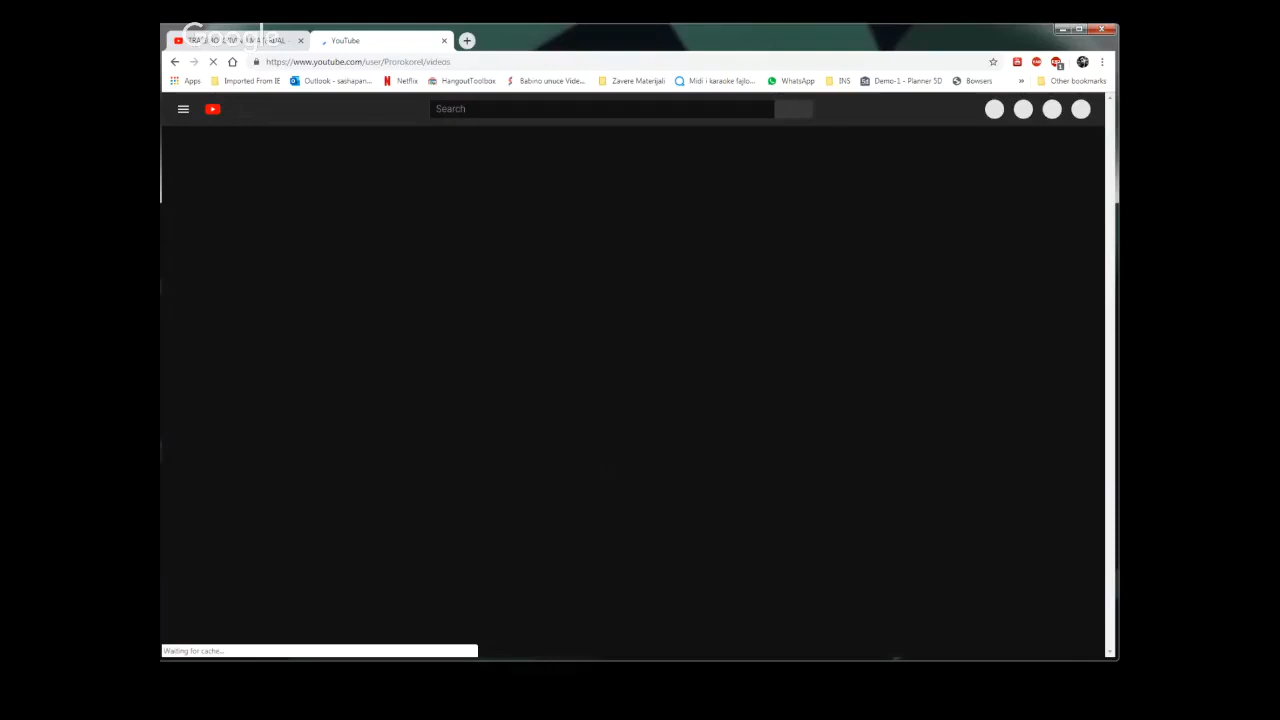 Google
YouTube
https://www.youtube.com/user/Prorokorel/videos
Apps Imported From IE Outlook - sashapan... Netflix HangoutToolbox Babino unuce Vide... Zavere Materijali Midi i karaoke fajlo... WhatsApp INS Demo-1 - Planner 5D Bowsers » Other bookmarks
Search
Waiting for cache...